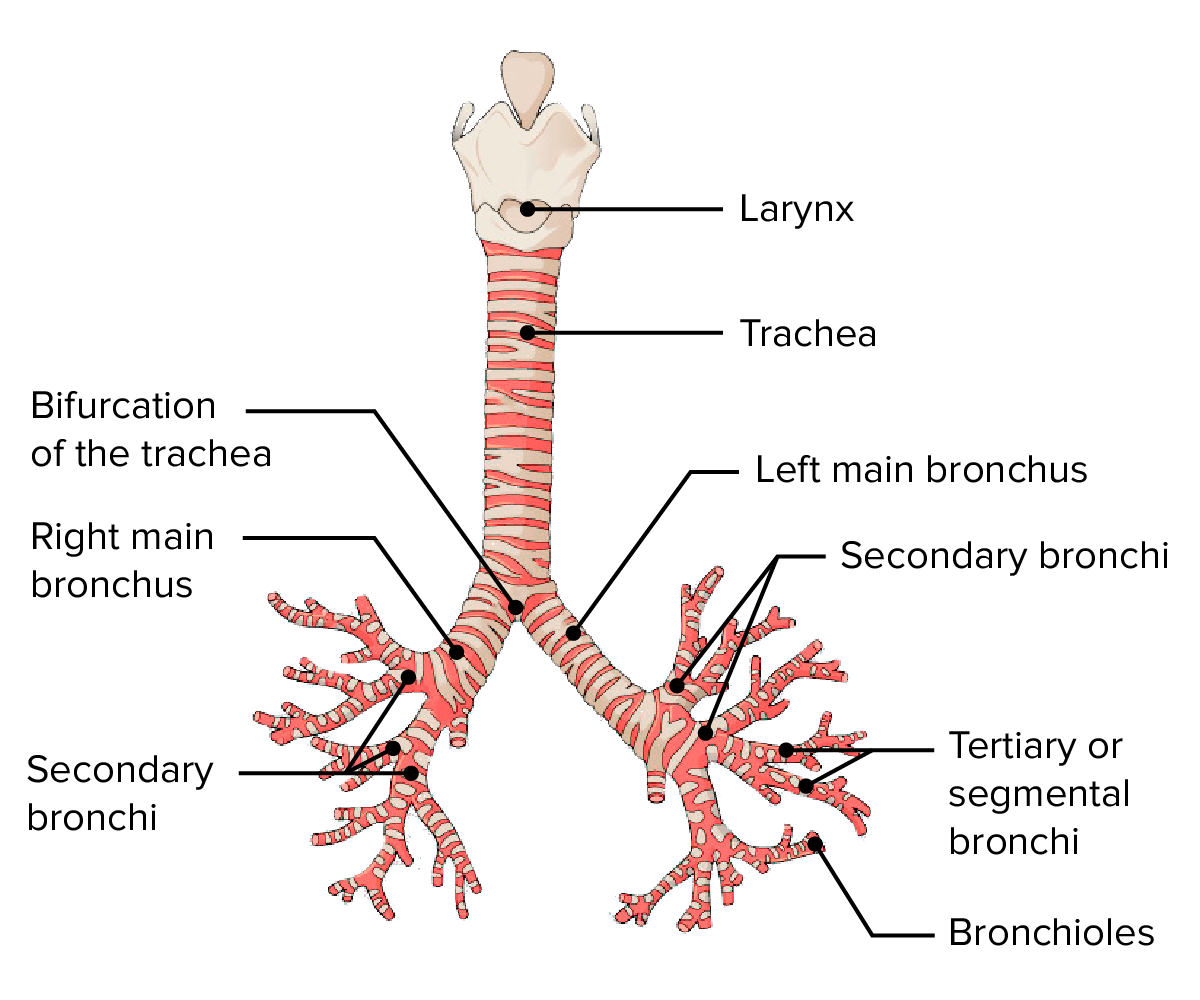 Larynx
Trachea
Bifurcation
of the trachea
Left main bronchus
Right main
bronchus
Secondary bronchi
Secondary
bronchi
Tertiary or
segmental
bronchi
Bronchioles